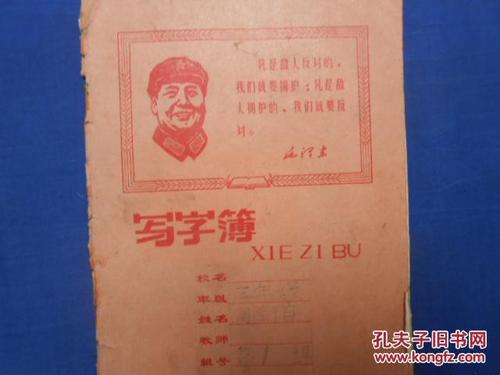 凡是敌人反对的，
我们就要拥护；凡是敌
人拥护的，我们就要反
对。
毛泽东
写字簿
XIE ZI BU
校名
年级
姓名
教师
组号
孔夫子旧书网
www.kongfz.com